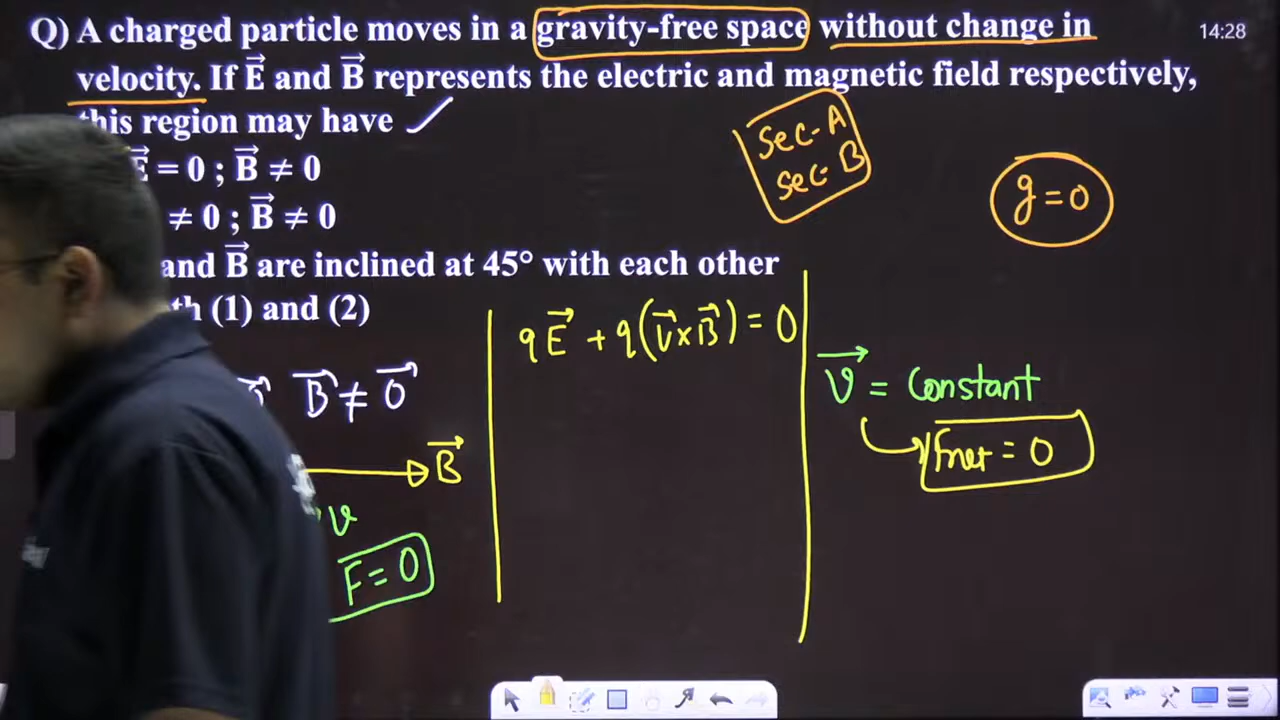 Q) A charged particle moves in a gravity-free space without change in
14:28
velocity. If E⃗ and B⃗ represents the electric and magnetic field respectively,
this region may have
E⃗ = 0 ; B⃗ ≠ 0
≠ 0 ; B⃗ ≠ 0
and B⃗ are inclined at 45° with each other
(1) and (2)
Sec-A
Sec-B
g = 0
B⃗ ≠ 0⃗
B⃗
v
F = 0
qE⃗ + q(v⃗ × B⃗) = 0
v⃗ = constant
Fnet = 0